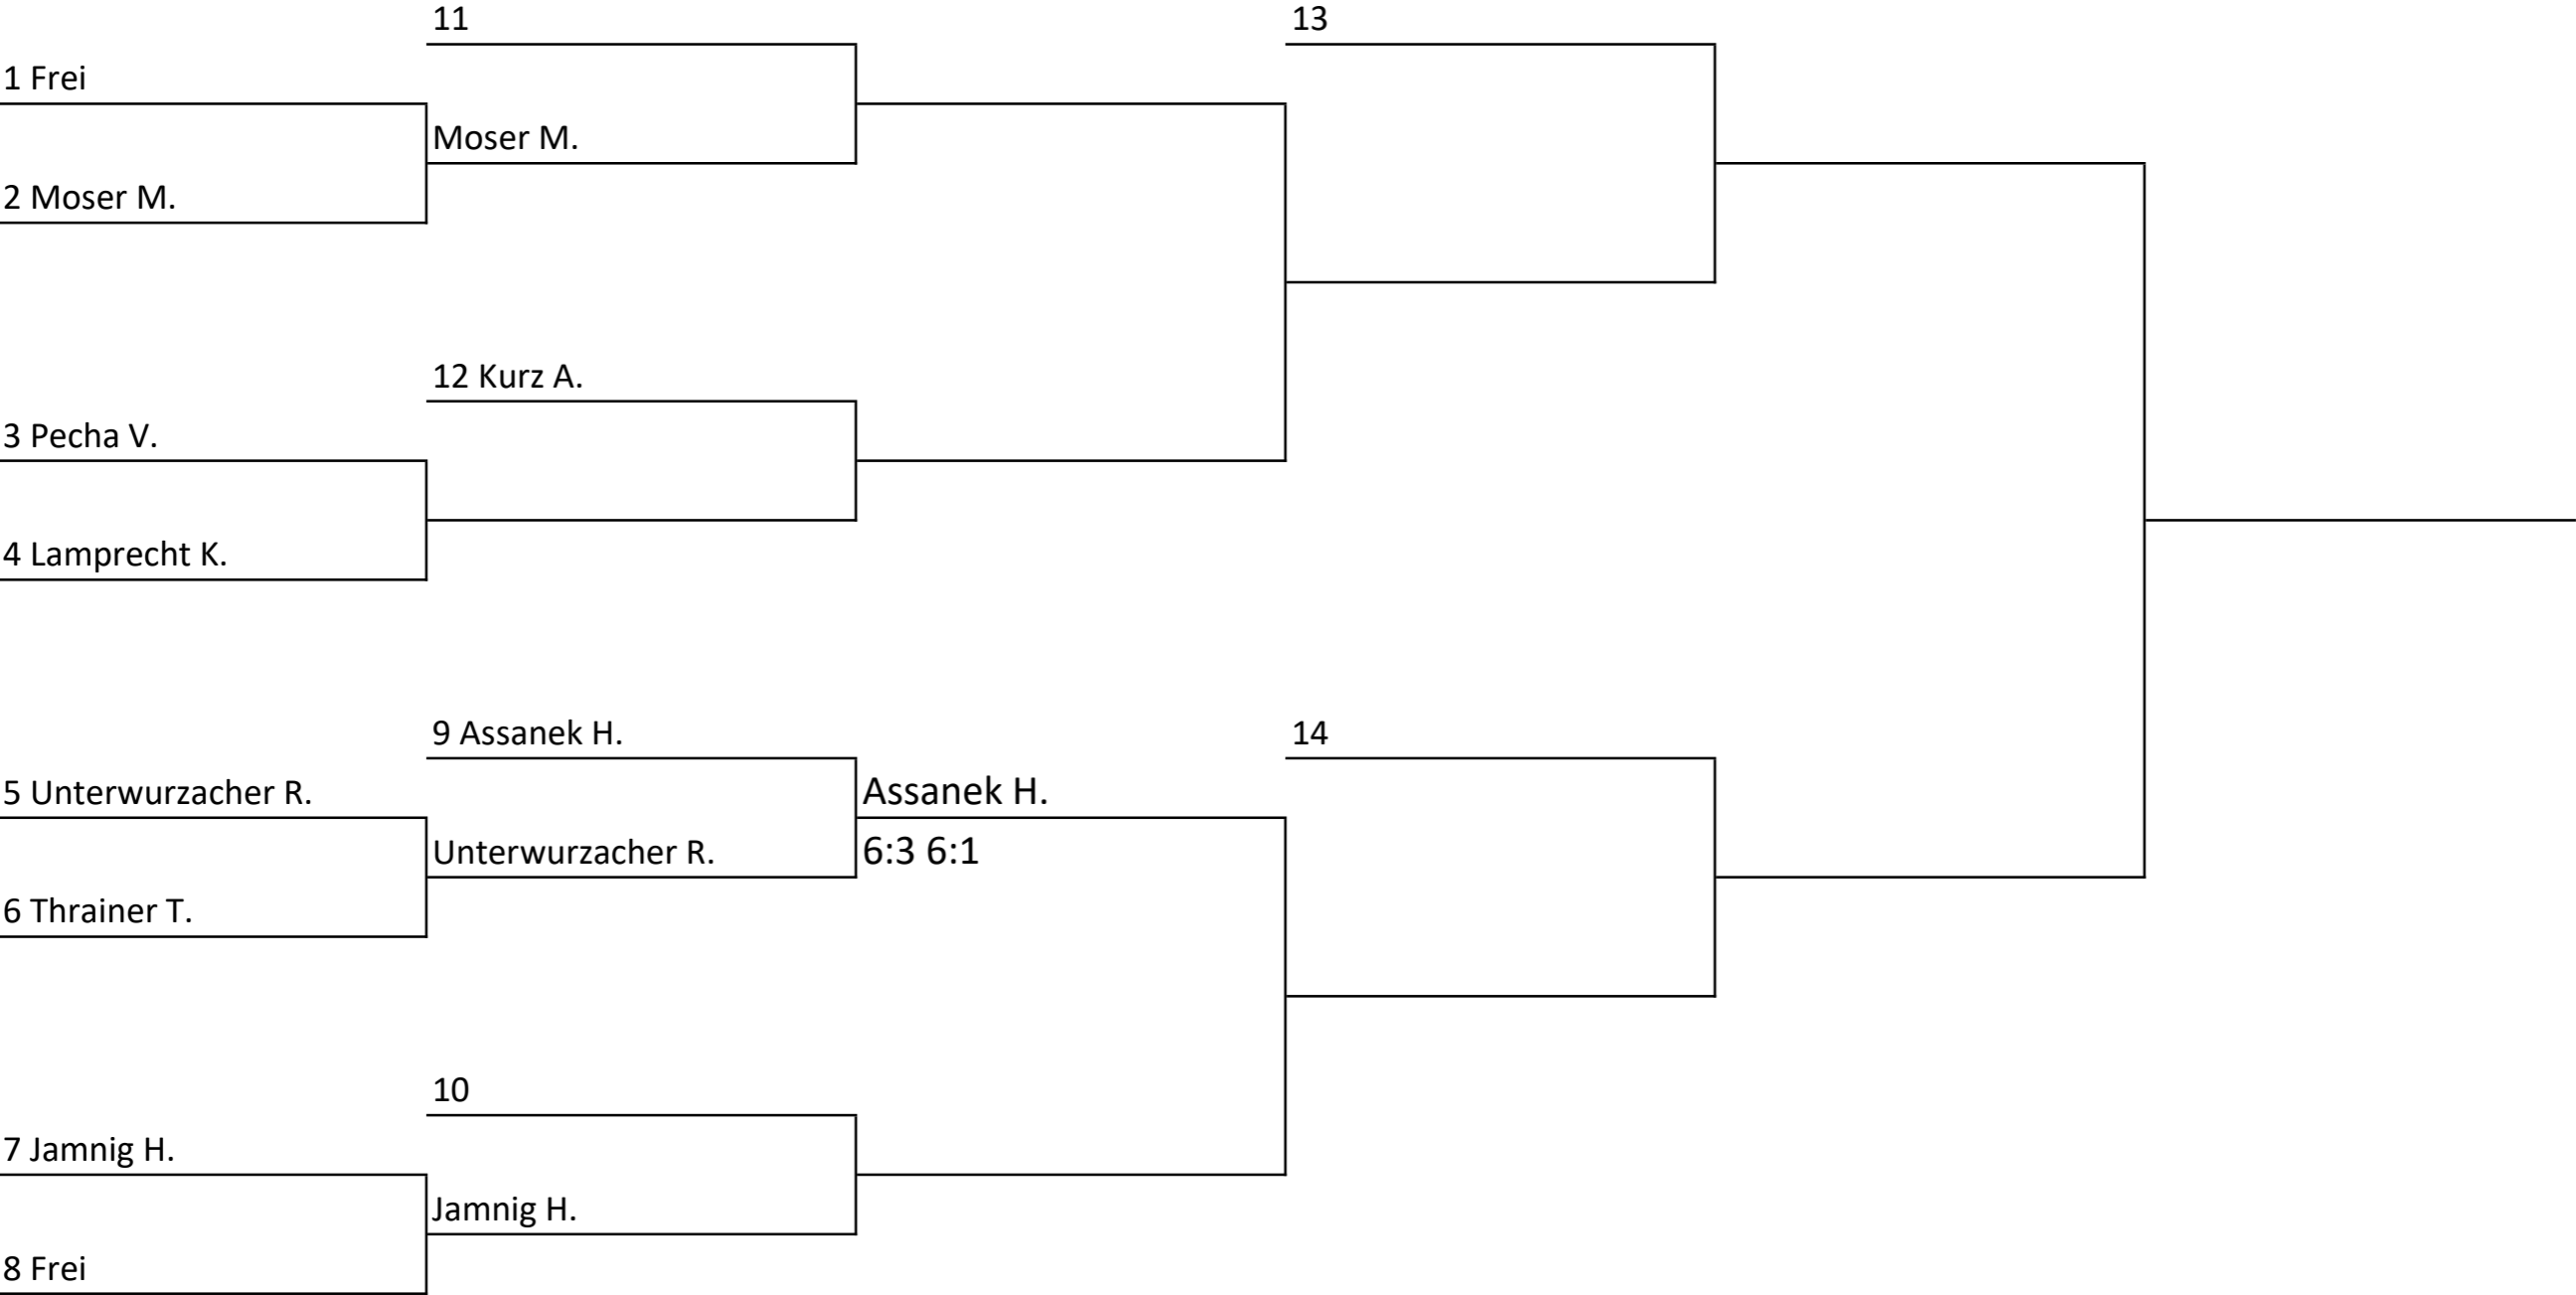 11
13
1 Frei
Moser M.
2 Moser M.
12 Kurz A.
3 Pecha V.
4 Lamprecht K.
9 Assanek H.
14
5 Unterwurzacher R.
Assanek H.
Unterwurzacher R.
6:3 6:1
6 Thrainer T.
10
7 Jamnig H.
Jamnig H.
8 Frei